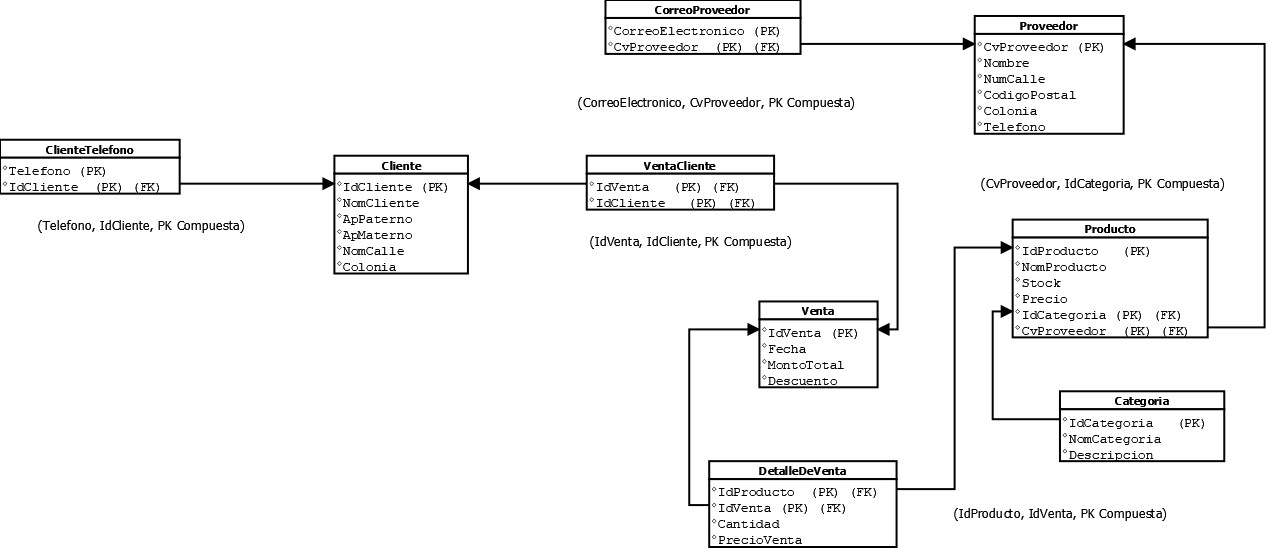 CorreoProveedor
CorreoElectronico (PK)
CvProveedor (PK) (FK)
(CorreoElectronico, CvProveedor, PK Compuesta)
Proveedor
CvProveedor (PK)
Nombre
NumCalle
CodigoPostal
Colonia
Telefono
ClienteTelefono
Telefono (PK)
IdCliente (PK) (FK)
(Telefono, IdCliente, PK Compuesta)
Cliente
IdCliente (PK)
NomCliente
ApPaterno
ApMaterno
NomCalle
Colonia
VentaCliente
IdVenta (PK) (FK)
IdCliente (PK) (FK)
(IdVenta, IdCliente, PK Compuesta)
(CvProveedor, IdCategoria, PK Compuesta)
Producto
IdProducto (PK)
NomProducto
Stock
Precio
IdCategoria (PK) (FK)
CvProveedor (PK) (FK)
Venta
IdVenta (PK)
Fecha
MontoTotal
Descuento
Categoria
IdCategoria (PK)
NomCategoria
Descripcion
DetalleDeVenta
IdProducto (PK) (FK)
IdVenta (PK) (FK)
Cantidad
PrecioVenta
(IdProducto, IdVenta, PK Compuesta)